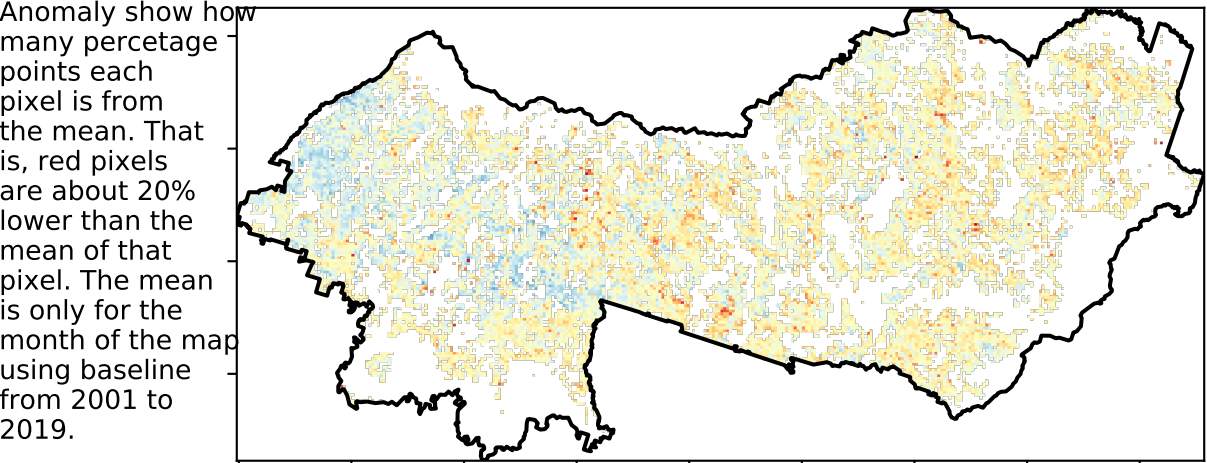 Anomaly show how
many percetage
points each
pixel is from
the mean. That
is, red pixels
are about 20%
lower than the
mean of that
pixel. The mean
is only for the
month of the map
using baseline
from 2001 to
2019.